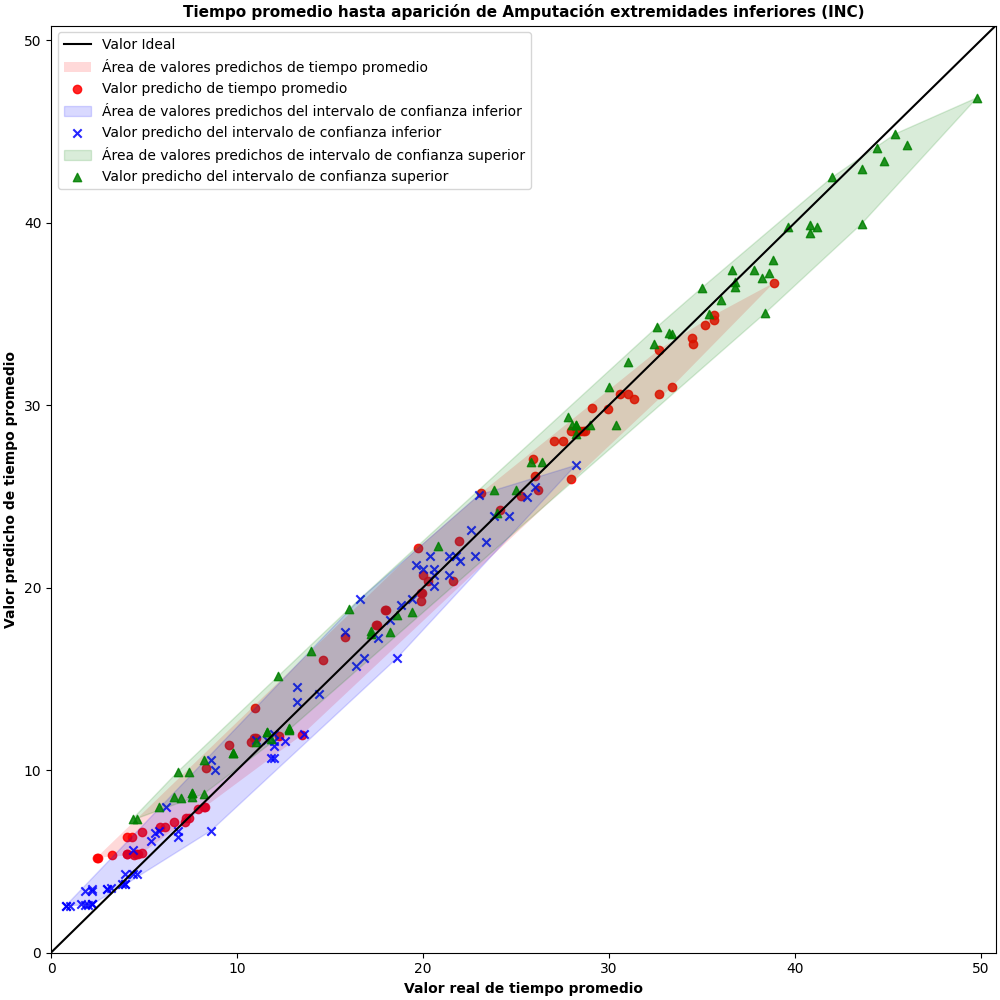 Tiempo promedio hasta aparición de Amputación extremidades inferiores (INC)
Valor Ideal
Área de valores predichos de tiempo promedio
Valor predicho de tiempo promedio
Área de valores predichos del intervalo de confianza inferior
Valor predicho del intervalo de confianza inferior
Área de valores predichos de intervalo de confianza superior
Valor predicho del intervalo de confianza superior
Valor predicho de tiempo promedio
50
40
30
20
10
0
0 10 20 30 40 50
Valor real de tiempo promedio